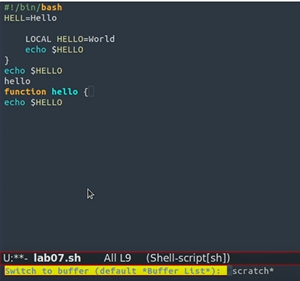 #!/bin/bash
HELL=Hello
LOCAL HELLO=World
echo $HELLO
}
echo $HELLO
hello
function hello {
echo $HELLO
U:**- lab07.sh All L9 (Shell-script[sh])
Switch to buffer (default *Buffer List*): scratch*